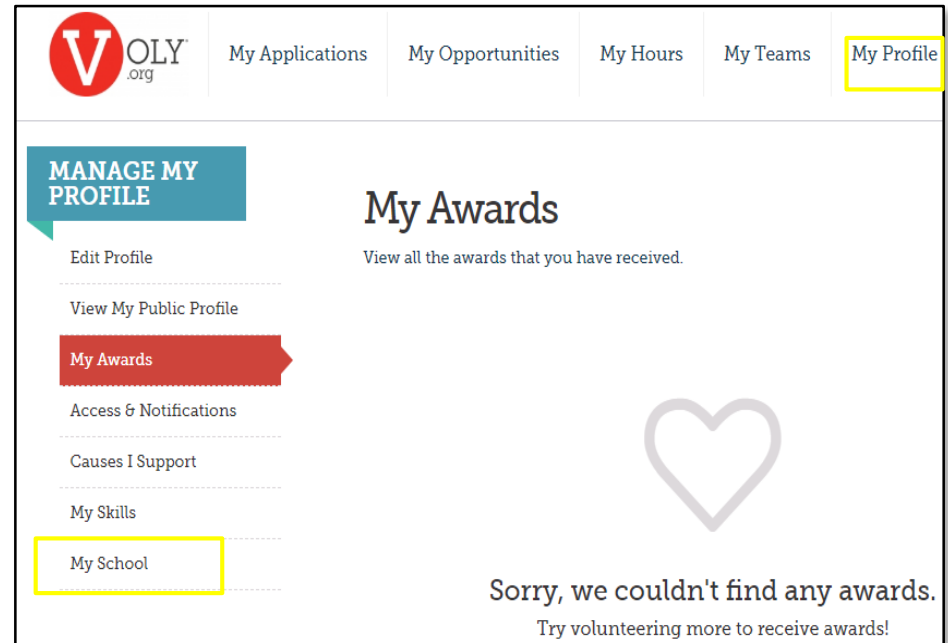 VOLY
.org
My Applications
My Opportunities
My Hours
My Teams
My Profile
MANAGE MY
PROFILE
Edit Profile
View My Public Profile
My Awards
Access & Notifications
Causes I Support
My Skills
My School
My Awards
View all the awards that you have received.
Sorry, we couldn't find any awards.
Try volunteering more to receive awards!